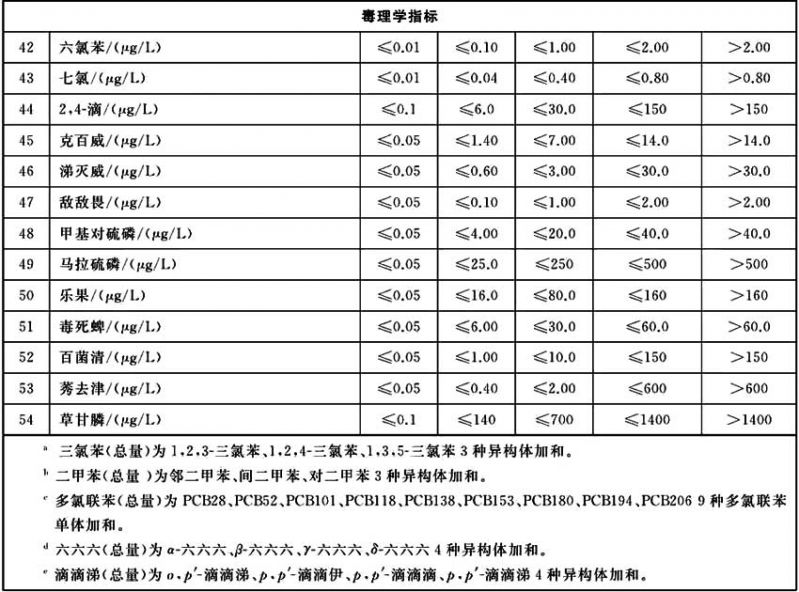 毒理学指标
42 六氯苯/(μg/L) ≤0.01 ≤0.10 ≤1.00 ≤2.00 >2.00
43 七氯/(μg/L) ≤0.01 ≤0.04 ≤0.40 ≤0.80 >0.80
44 2,4-滴/(μg/L) ≤0.1 ≤6.0 ≤30.0 ≤150 >150
45 克百威/(μg/L) ≤0.05 ≤1.40 ≤7.00 ≤14.0 >14.0
46 涕灭威/(μg/L) ≤0.05 ≤0.60 ≤3.00 ≤30.0 >30.0
47 敌敌畏/(μg/L) ≤0.05 ≤0.10 ≤1.00 ≤2.00 >2.00
48 甲基对硫磷/(μg/L) ≤0.05 ≤4.00 ≤20.0 ≤40.0 >40.0
49 马拉硫磷/(μg/L) ≤0.05 ≤25.0 ≤250 ≤500 >500
50 乐果/(μg/L) ≤0.05 ≤16.0 ≤80.0 ≤160 >160
51 毒死蜱/(μg/L) ≤0.05 ≤6.00 ≤30.0 ≤60.0 >60.0
52 百菌清/(μg/L) ≤0.05 ≤1.00 ≤10.0 ≤150 >150
53 莠去津/(μg/L) ≤0.05 ≤0.40 ≤2.00 ≤600 >600
54 草甘膦/(μg/L) ≤0.1 ≤140 ≤700 ≤1400 >1400
a 三氯苯(总量)为1,2,3-三氯苯、1,2,4-三氯苯、1,3,5-三氯苯3种异构体加和。
b 二甲苯(总量)为邻二甲苯、间二甲苯、对二甲苯3种异构体加和。
c 多氯联苯(总量)为PCB28、PCB52、PCB101、PCB118、PCB138、PCB153、PCB180、PCB194、PCB206 9种多氯联苯
单体加和。
d 六六六(总量)为α-六六六、β-六六六、γ-六六六、δ-六六六4种异构体加和。
e 滴滴涕(总量)为o,p'-滴滴涕、p,p'-滴滴伊、p,p'-滴滴滴、p,p'-滴滴涕4种异构体加和。